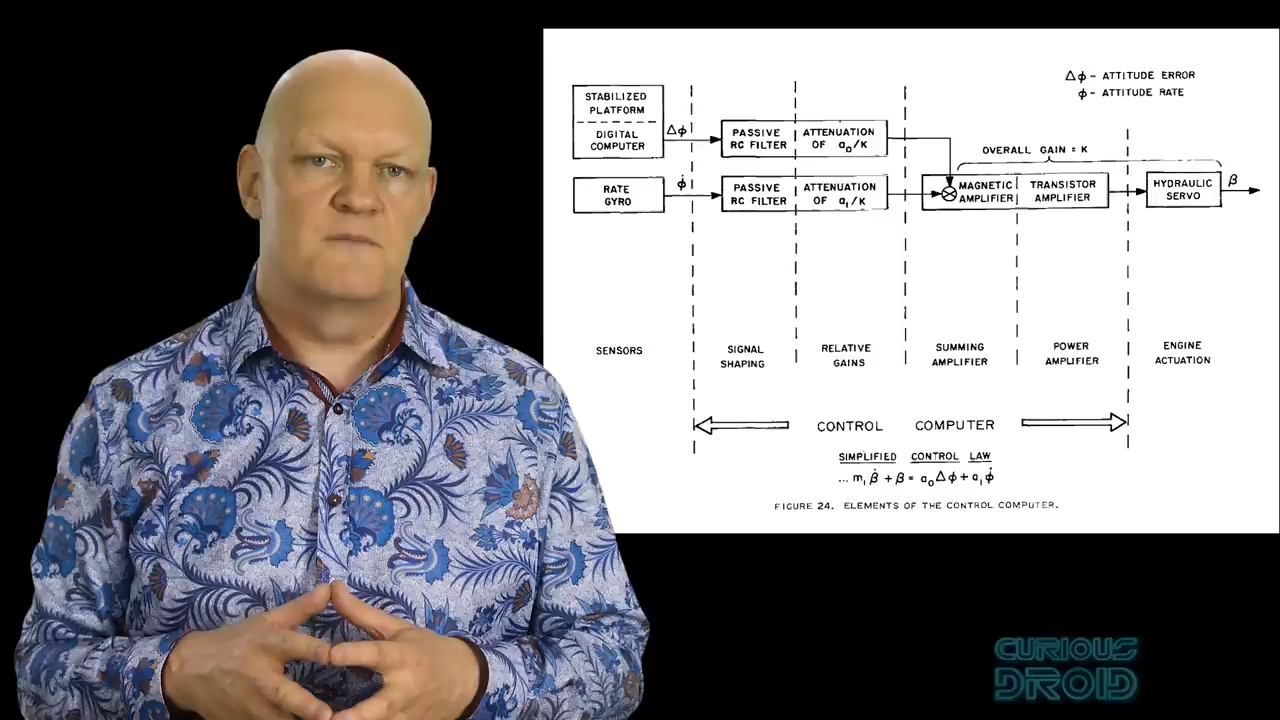 Δϕ - ATTITUDE ERROR
ϕ - ATTITUDE RATE
STABILIZED
PLATFORM
DIGITAL
COMPUTER
Δϕ
PASSIVE
RC FILTER
ATTENUATION
OF a₀/K
OVERALL GAIN = K
RATE
GYRO
ϕ̇
PASSIVE
RC FILTER
ATTENUATION
OF a₁/K
MAGNETIC
AMPLIFIER
TRANSISTOR
AMPLIFIER
HYDRAULIC
SERVO
β
SENSORS
SIGNAL
SHAPING
RELATIVE
GAINS
SUMMING
AMPLIFIER
POWER
AMPLIFIER
ENGINE
ACTUATION
CONTROL COMPUTER
SIMPLIFIED CONTROL LAW
... m₁β̇ + β = a₀Δϕ + a₁ϕ̇
FIGURE 24. ELEMENTS OF THE CONTROL COMPUTER.
CURIOUS
DROID